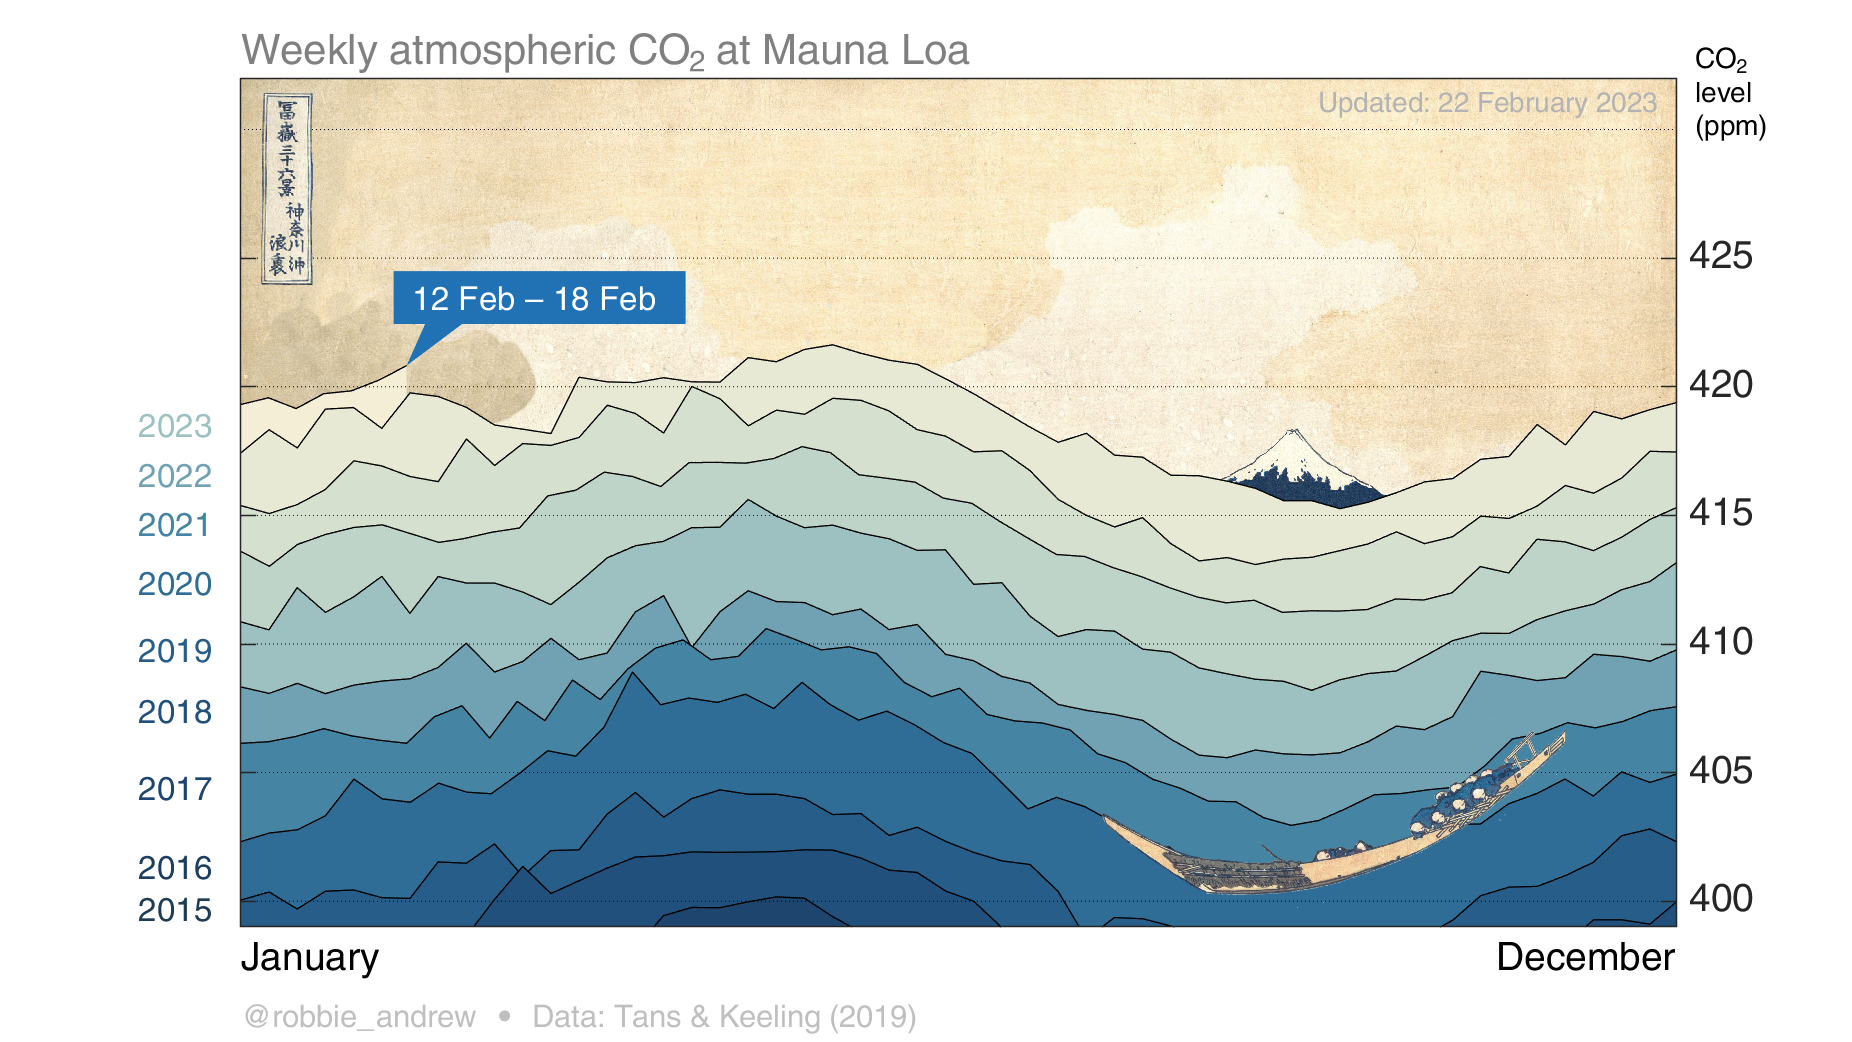 Weekly atmospheric CO₂ at Mauna Loa
CO₂
level
(ppm)
Updated: 22 February 2023
冨嶽三十六景
神奈川沖
浪裏
12 Feb – 18 Feb
425
420
415
410
405
400
2023
2022
2021
2020
2019
2018
2017
2016
2015
January
December
@robbie_andrew • Data: Tans & Keeling (2019)